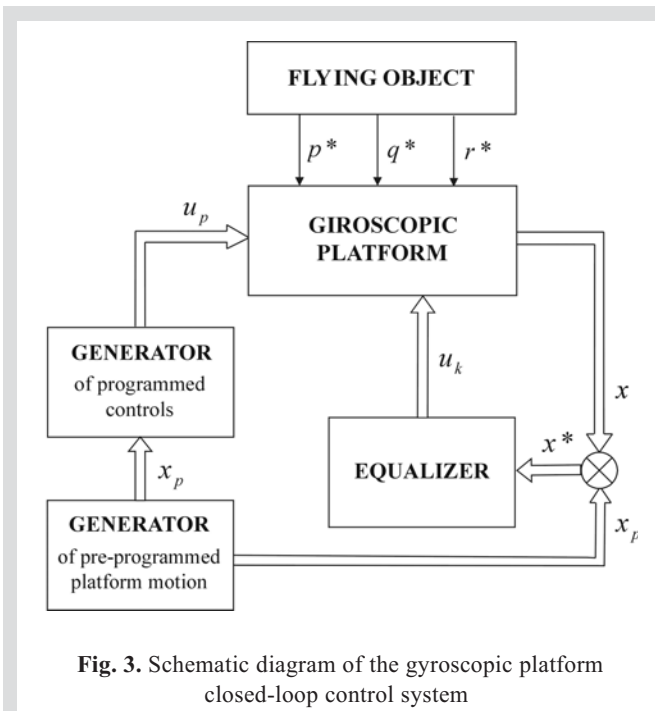 FLYING OBJECT
p* q* r*
u_p
GIROSCOPIC
PLATFORM
GENERATOR
of programmed
controls
u_k
x
x*
EQUALIZER
x_p
GENERATOR
of pre-programmed
platform motion
x_p
Fig. 3. Schematic diagram of the gyroscopic platform
closed-loop control system